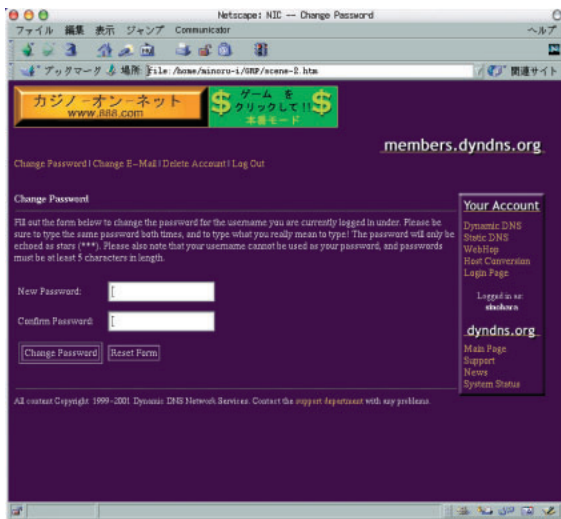 Netscape: NIC -- Change Password
ファイル 編集 表示 ジャンプ Communicator ヘルプ
ブックマーク 場所 file:/home/minoru-i/GRP/scene-2.htm 関連サイト
カジノ-オン-ネット
www.888.com
$ ゲーム を $
クリックして!!
本番モード
members.dyndns.org
Change Password | Change E-Mail | Delete Account | Log Out
Change Password
Fill out the form below to change the password for the username you are currently logged in under. Please be
sure to type the same password both times, and to type what you really mean to type! The password will only be
echoed as stars (***). Please also note that your username cannot be used as your password, and passwords
must be at least 5 characters in length.
New Password:
Confirm Password:
Change Password Reset Form
All content Copyright 1999-2001 Dynamic DNS Network Services. Contact the support department with any problems.
Your Account
Dynamic DNS
Static DNS
WebHop
Host Conversion
Login Page
Logged in as:
dyndns.org
Main Page
Support
News
System Status